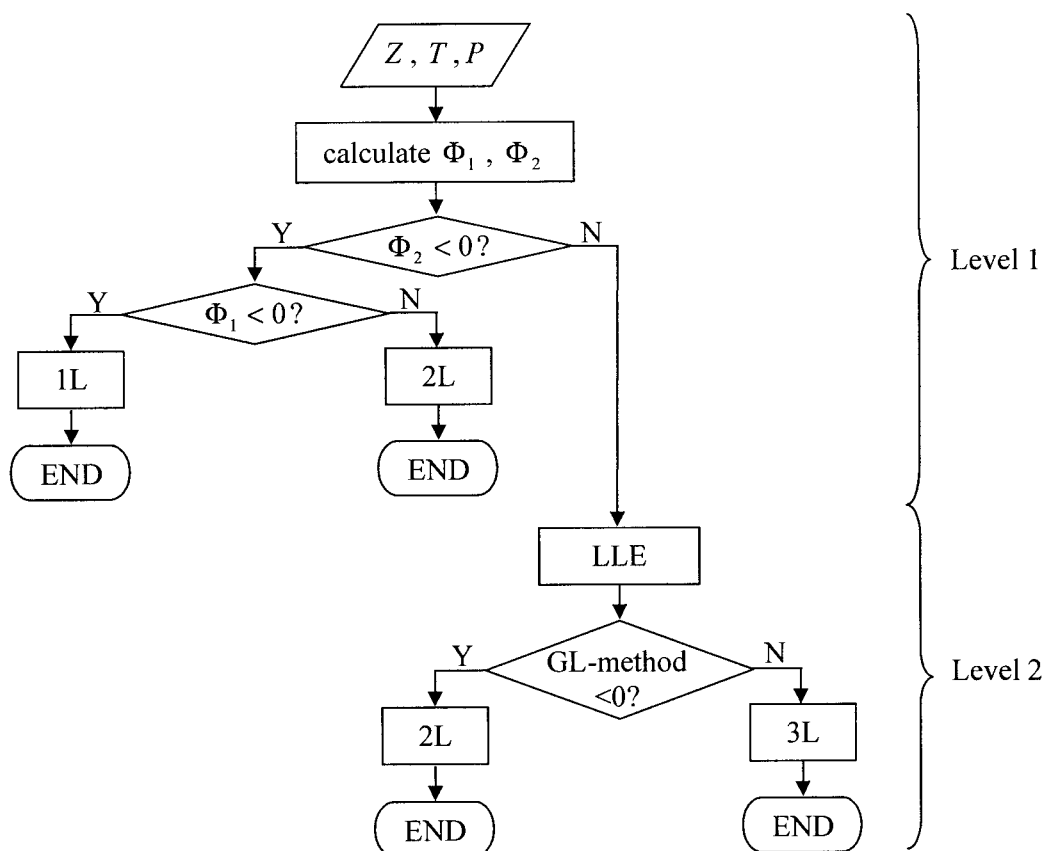 Z , T , P
calculate Φ₁ , Φ₂
Φ₂ < 0?
Y
N
Φ₁ < 0?
Y
N
1L
2L
END
END
Level 1
LLE
GL-method
<0?
Y
N
2L
3L
END
END
Level 2